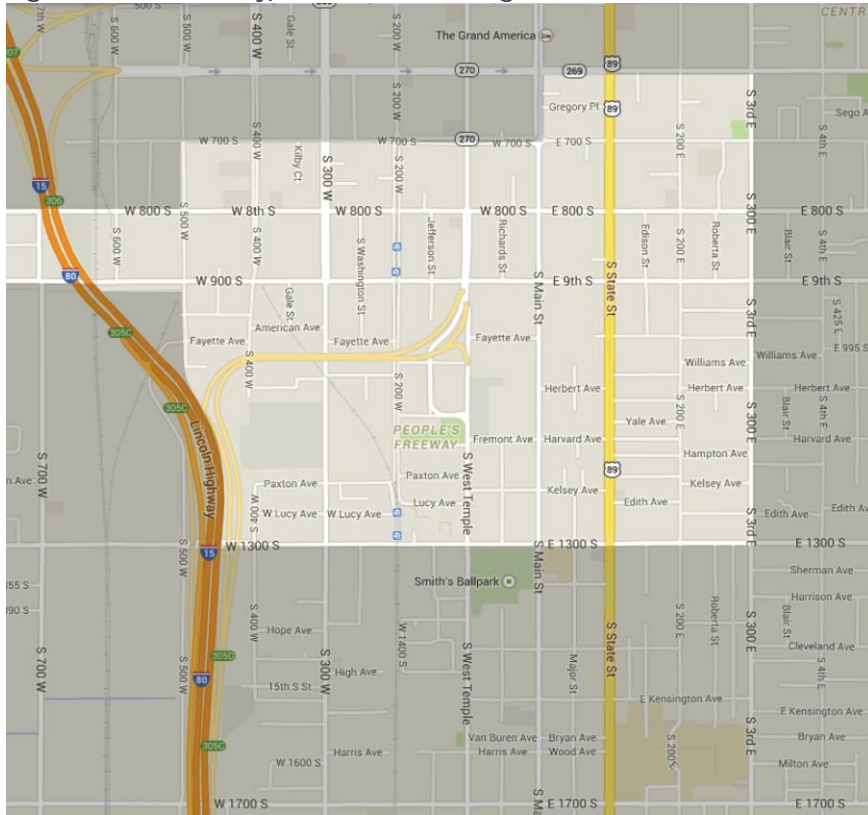 500 S
CENTR
7th W
S 600 W
S 500 W
S 400 W
Gale St
S 200 W
The Grand America
89
307
270
269
Gregory Pl
89
S 3rd E
Sego A
W 700 S
S 400 W
Kilby Ct
W 700 S
270
W 700 S
E 700 S
S 200 E
S 4th E
S 300 W
15
306
S 500 W
W 800 S
W 8th S
W 800 S
W 800 S
E 800 S
S 300 E
E 800 S
S 600 W
S 400 W
S Washington St
Jefferson St
Richards St
Edison St
S 200 E
Roberta St
Blair St
S 4th E
80
W 900 S
S Main St
E 9th S
S State St
E 9th S
305C
Gale St
American Ave
Fayette Ave
Fayette Ave
Fayette Ave
S 3rd E
S 425 E
E 995 S
S 400 W
Williams Ave
Williams Ave
S 200 W
Herbert Ave
Herbert Ave
Herbert Ave
305C
Yale Ave
S 200 E
S 300 E
Blair St
S 4th E
PEOPLE'S
FREEWAY
Fremont Ave
Harvard Ave
Harvard Ave
Lincoln Highway
S 700 W
Hampton Ave
n Ave
Paxton Ave
Paxton Ave
S West Temple
89
Kelsey Ave
Kelsey Ave
S 400 W
Lucy Ave
Edith Ave
W Lucy Ave
W Lucy Ave
S 3rd E
Edith Ave
Edith Av
15
W 1300 S
S Main St
E 1300 S
E 1300 S
S 500 W
Sherman Ave
Smith's Ballpark
Harrison Ave
S 400 W
Hope Ave
W 1400 S
S 200 E
Roberta St
S 300 E
Blair St
Cleveland Ave
S 700 W
305D
S 500 W
S 300 W
High Ave
S West Temple
Major St
S State St
S 4th E
80
15th S St
E Kensington Ave
E Kensington Ave
305C
Van Buren Ave
Bryan Ave
S 3rd E
Bryan Ave
Harris Ave
Harris Ave
Wood Ave
S 200
W 1600 S
Milton Ave
W 1700 S
S Ma
E 1700 S
E 1700 S